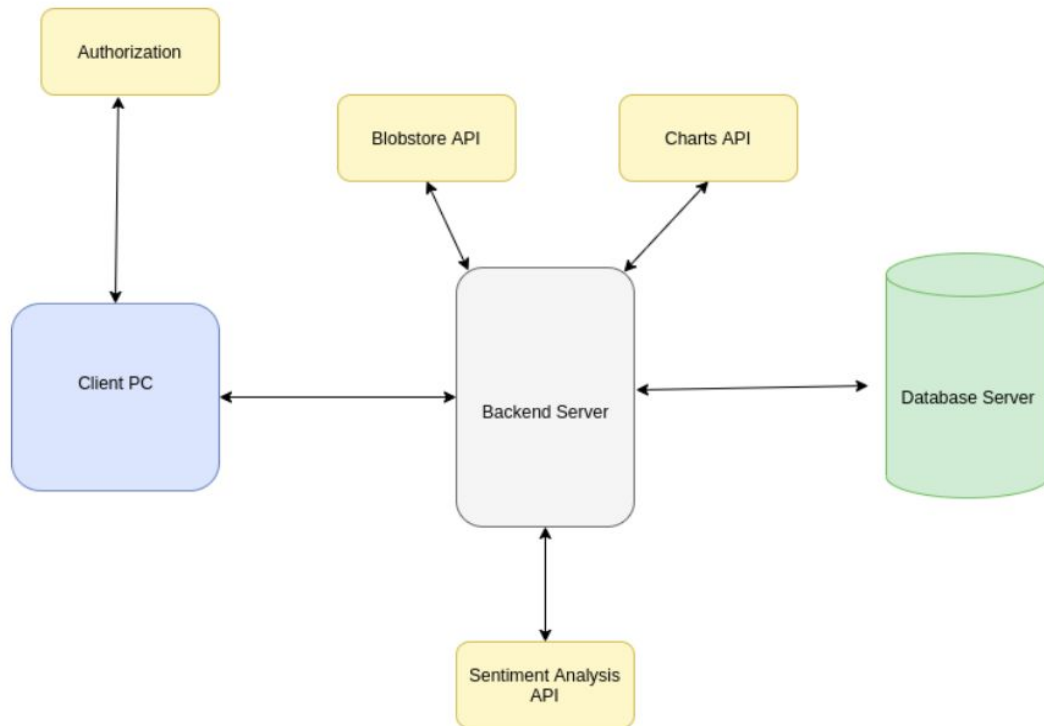 Authorization
Blobstore API
Charts API
Client PC
Backend Server
Database Server
Sentiment Analysis
API